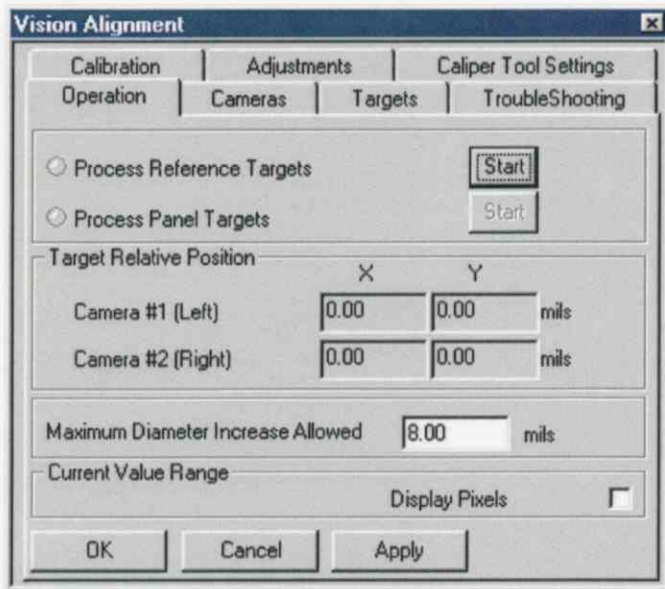 Vision Alignment
Calibration Adjustments Caliper Tool Settings
Operation Cameras Targets TroubleShooting
Process Reference Targets Start
Process Panel Targets Start
Target Relative Position
X Y
Camera #1 (Left) 0.00 0.00 mils
Camera #2 (Right) 0.00 0.00 mils
Maximum Diameter Increase Allowed 8.00 mils
Current Value Range
Display Pixels
OK Cancel Apply